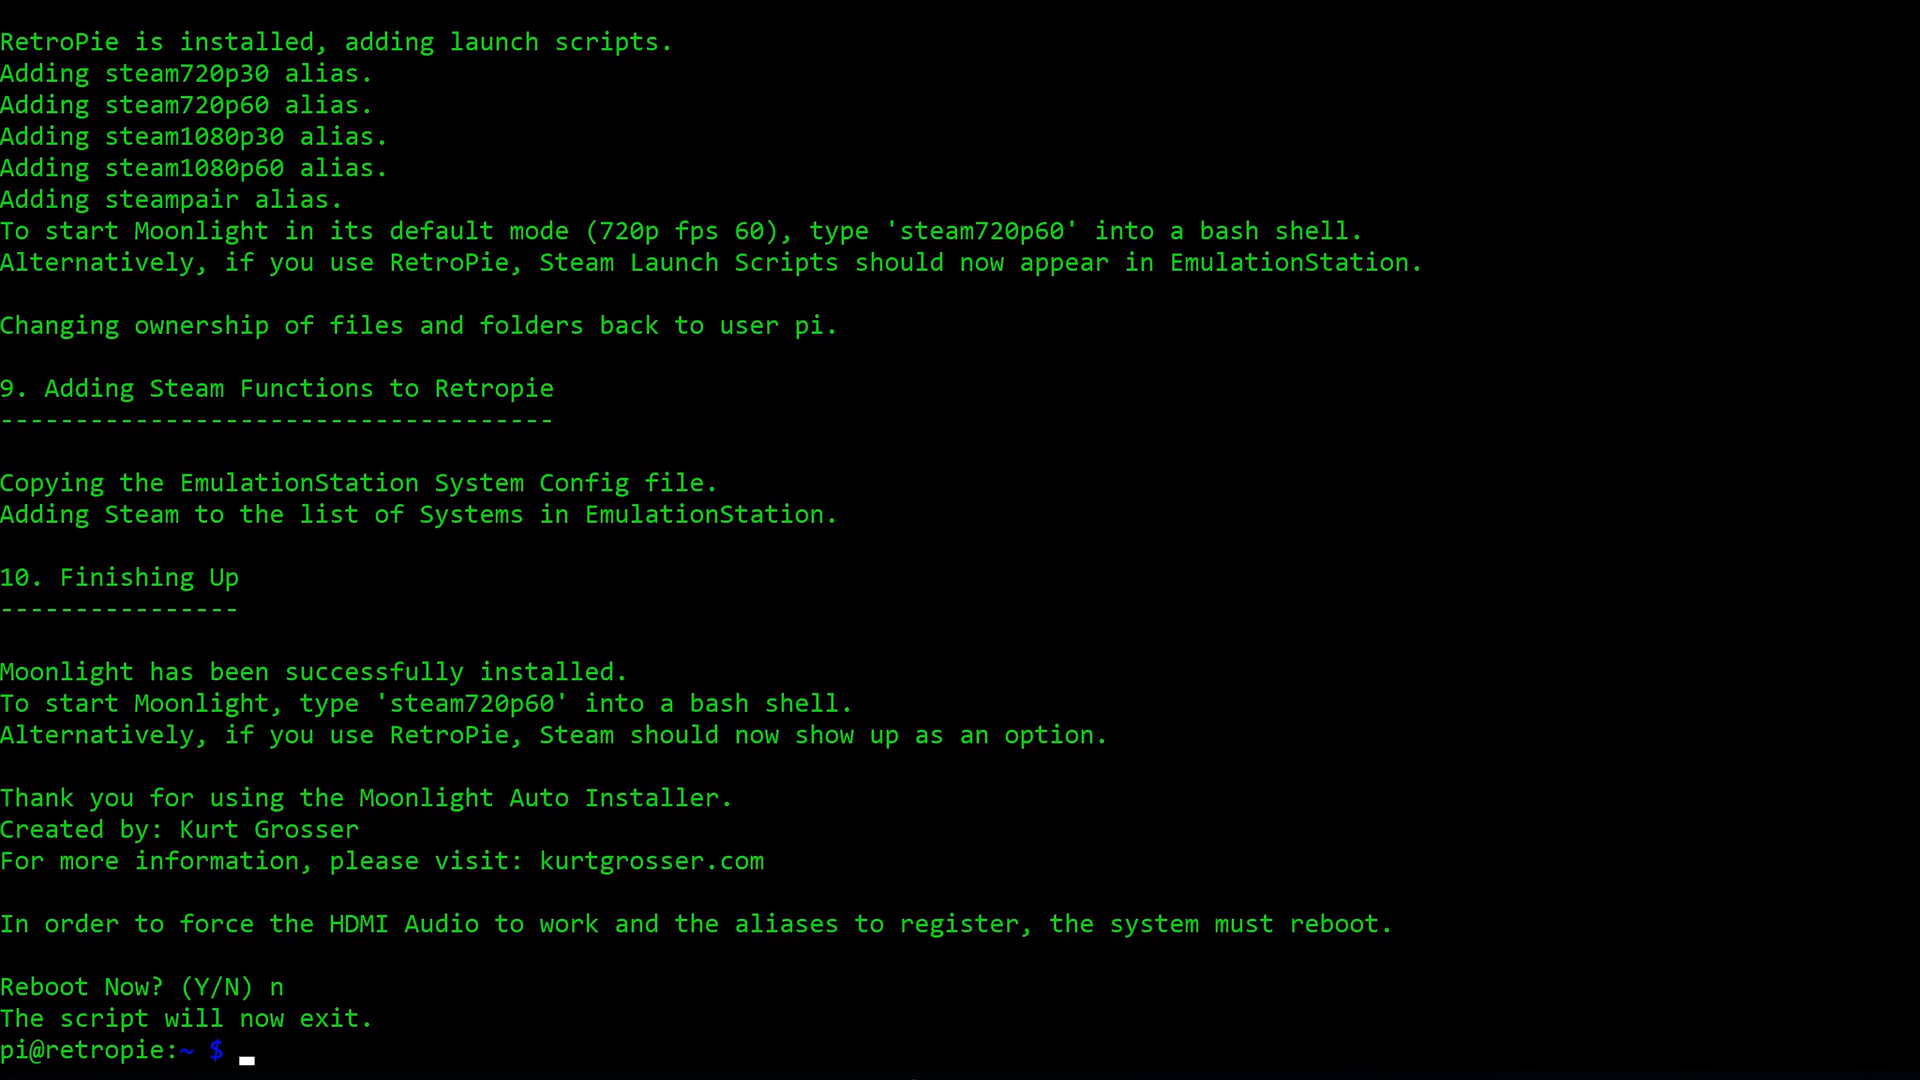 RetroPie is installed, adding launch scripts.
Adding steam720p30 alias.
Adding steam720p60 alias.
Adding steam1080p30 alias.
Adding steam1080p60 alias.
Adding steampair alias.
To start Moonlight in its default mode (720p fps 60), type 'steam720p60' into a bash shell.
Alternatively, if you use RetroPie, Steam Launch Scripts should now appear in EmulationStation.
Changing ownership of files and folders back to user pi.
9. Adding Steam Functions to Retropie
-------------------------------------
Copying the EmulationStation System Config file.
Adding Steam to the list of Systems in EmulationStation.
10. Finishing Up
----------------
Moonlight has been successfully installed.
To start Moonlight, type 'steam720p60' into a bash shell.
Alternatively, if you use RetroPie, Steam should now show up as an option.
Thank you for using the Moonlight Auto Installer.
Created by: Kurt Grosser
For more information, please visit: kurtgrosser.com
In order to force the HDMI Audio to work and the aliases to register, the system must reboot.
Reboot Now? (Y/N) n
The script will now exit.
pi@retropie:~ $